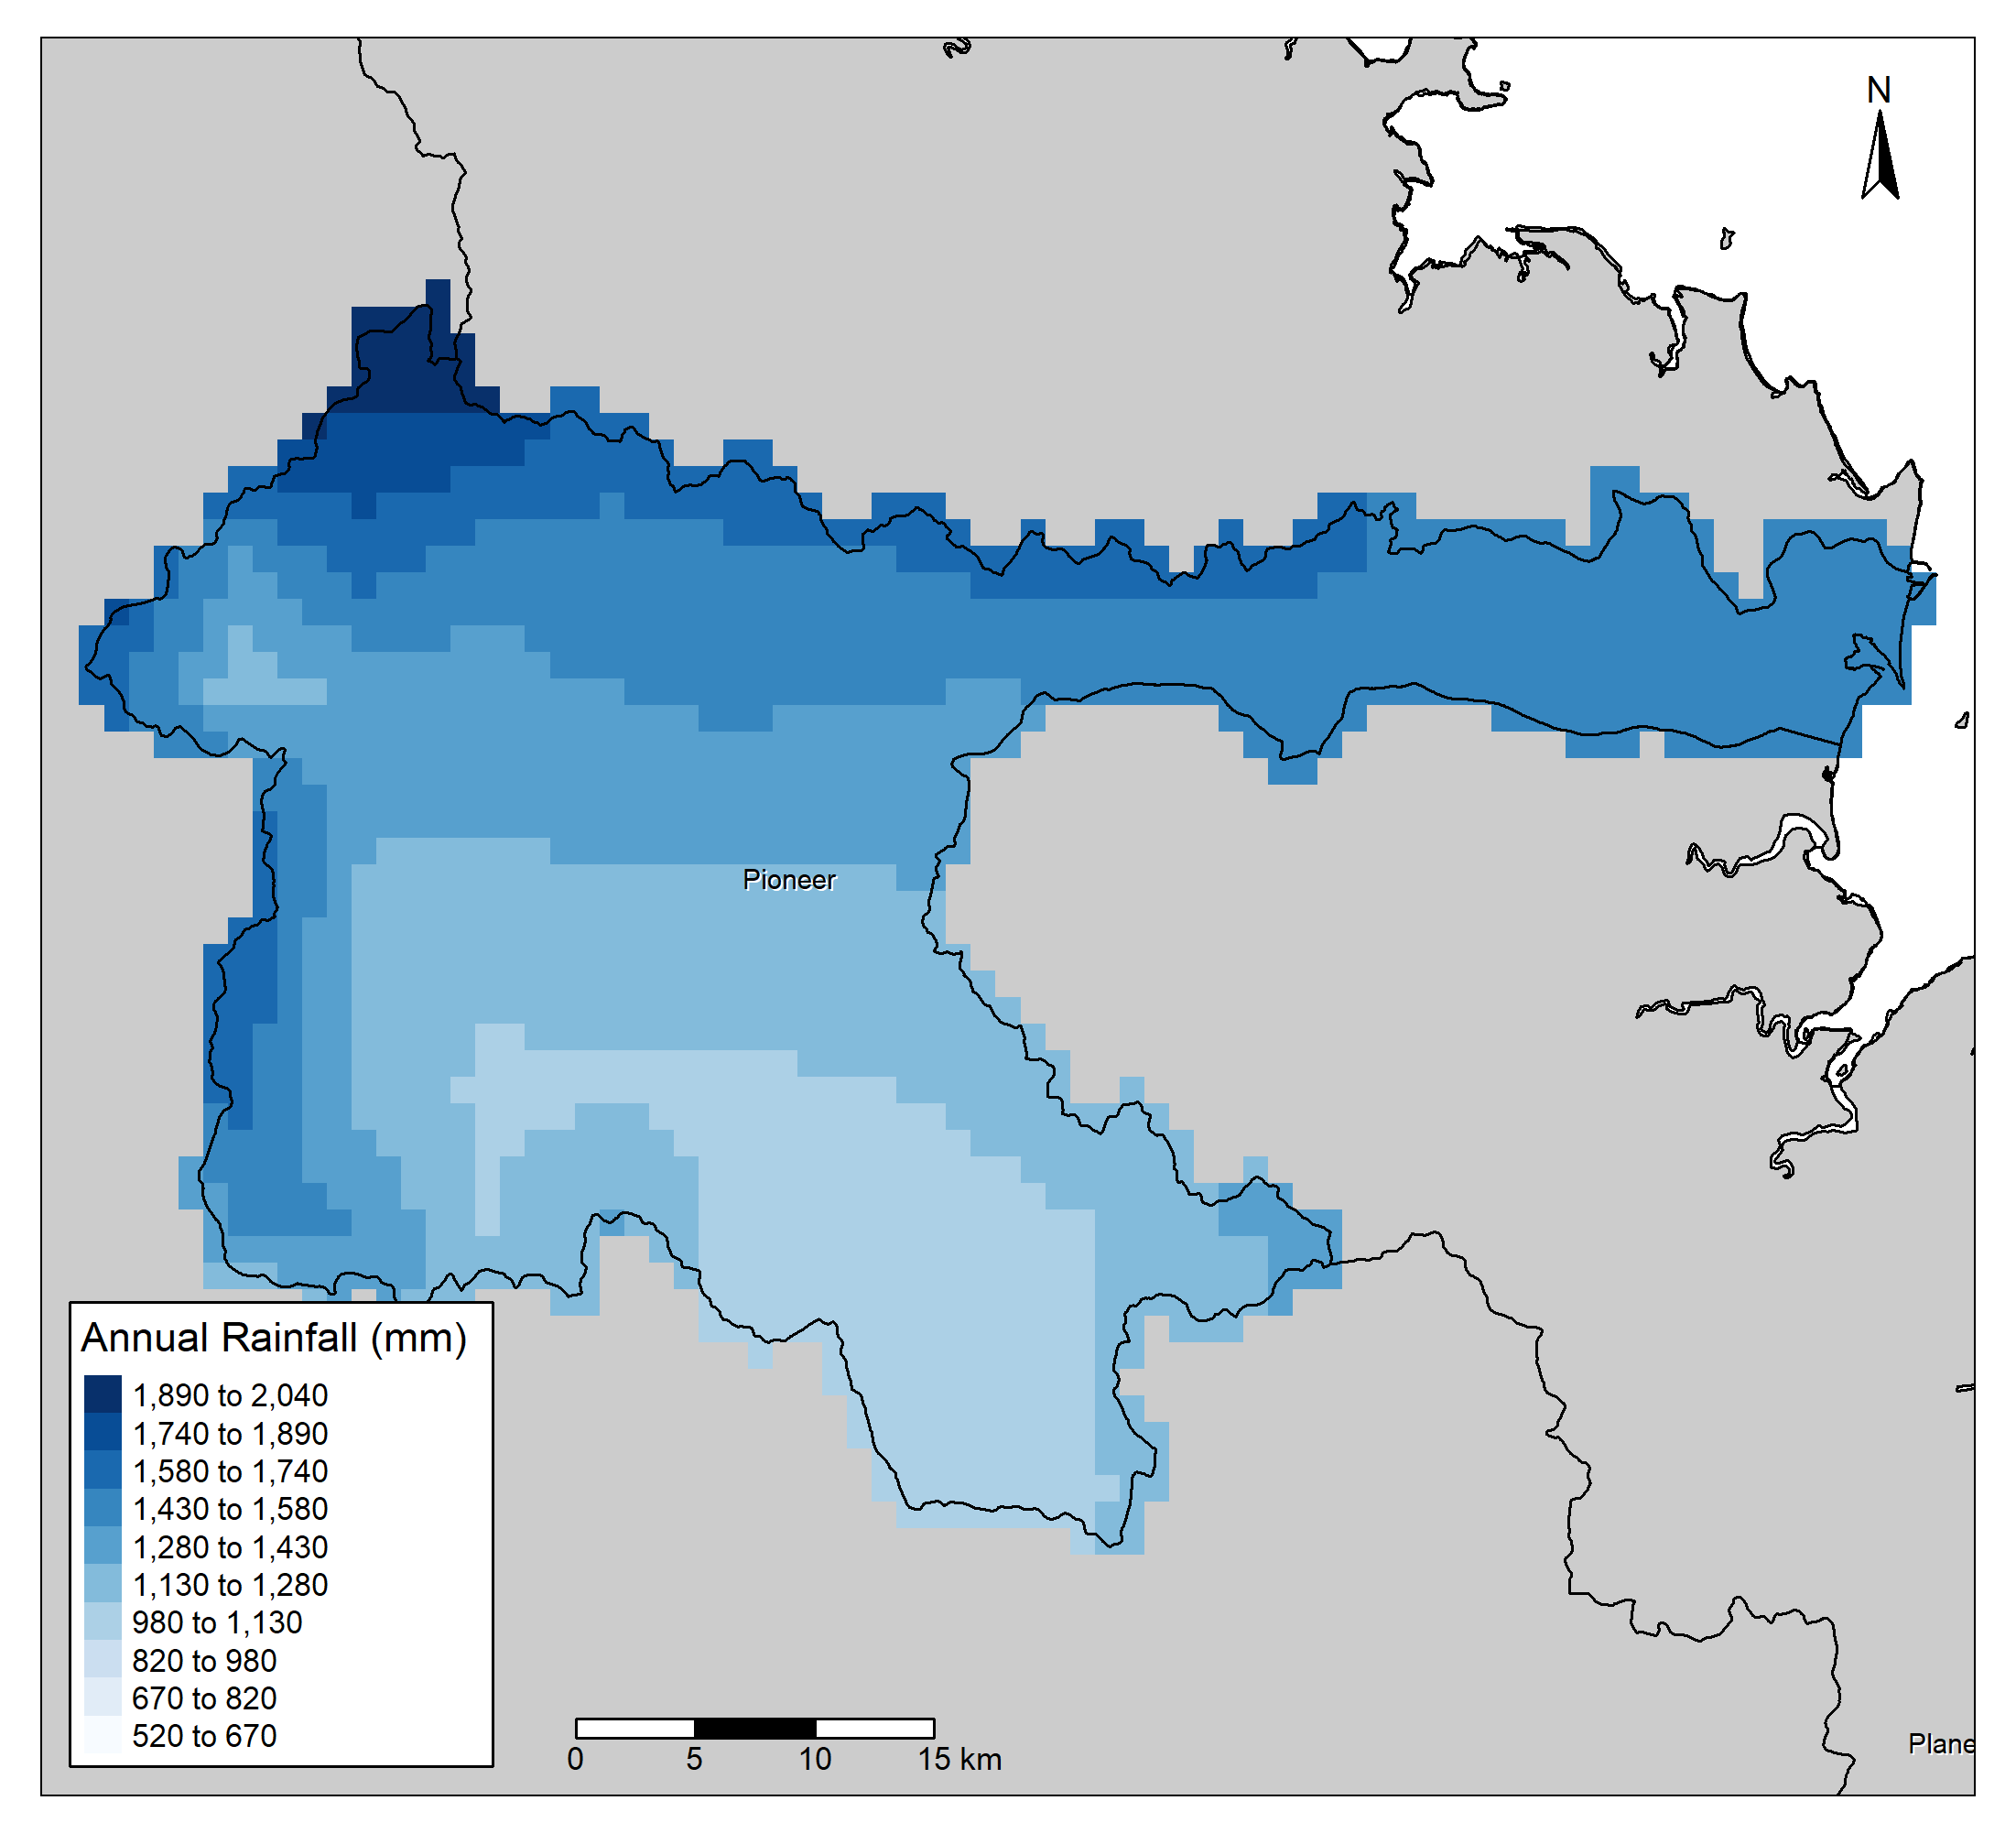 N
Pioneer
Annual Rainfall (mm)
1,890 to 2,040
1,740 to 1,890
1,580 to 1,740
1,430 to 1,580
1,280 to 1,430
1,130 to 1,280
980 to 1,130
820 to 980
670 to 820
520 to 670
0 5 10 15 km
Plane